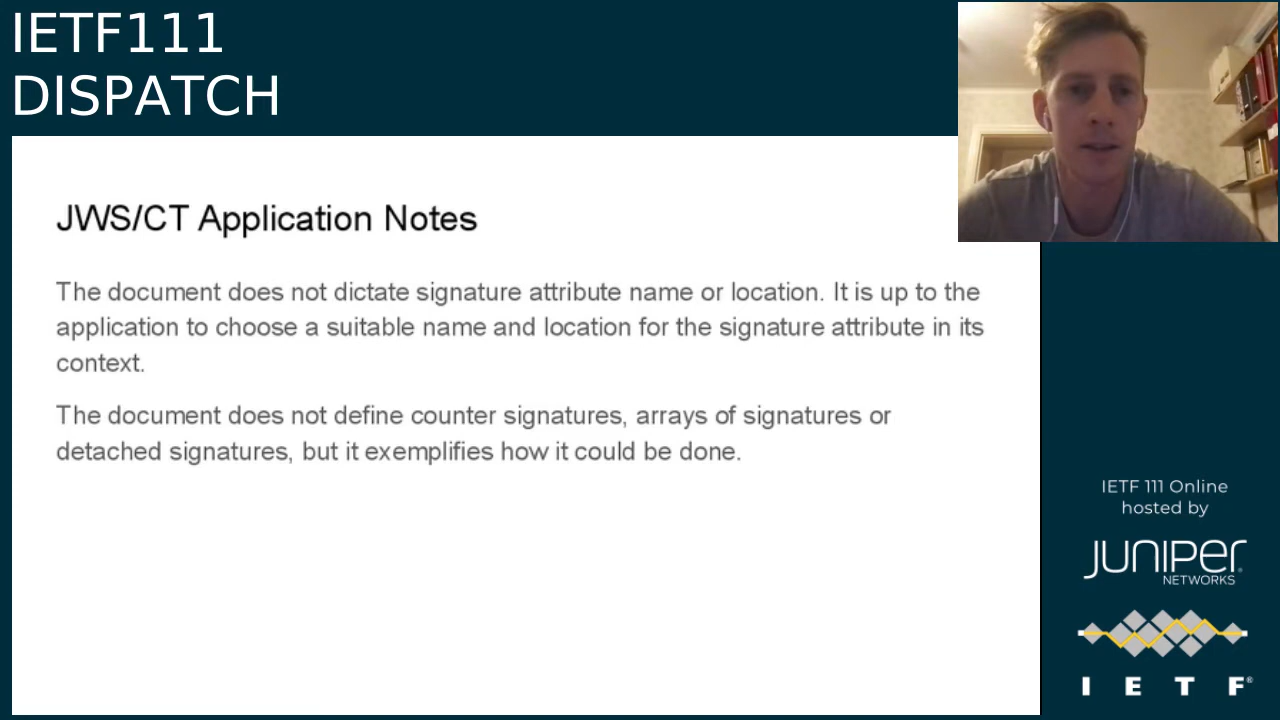 IETF111
DISPATCH
JWS/CT Application Notes
The document does not dictate signature attribute name or location. It is up to the
application to choose a suitable name and location for the signature attribute in its
context.
The document does not define counter signatures, arrays of signatures or
detached signatures, but it exemplifies how it could be done.
IETF 111 Online
hosted by
JUNIPER
NETWORKS
I E T F®